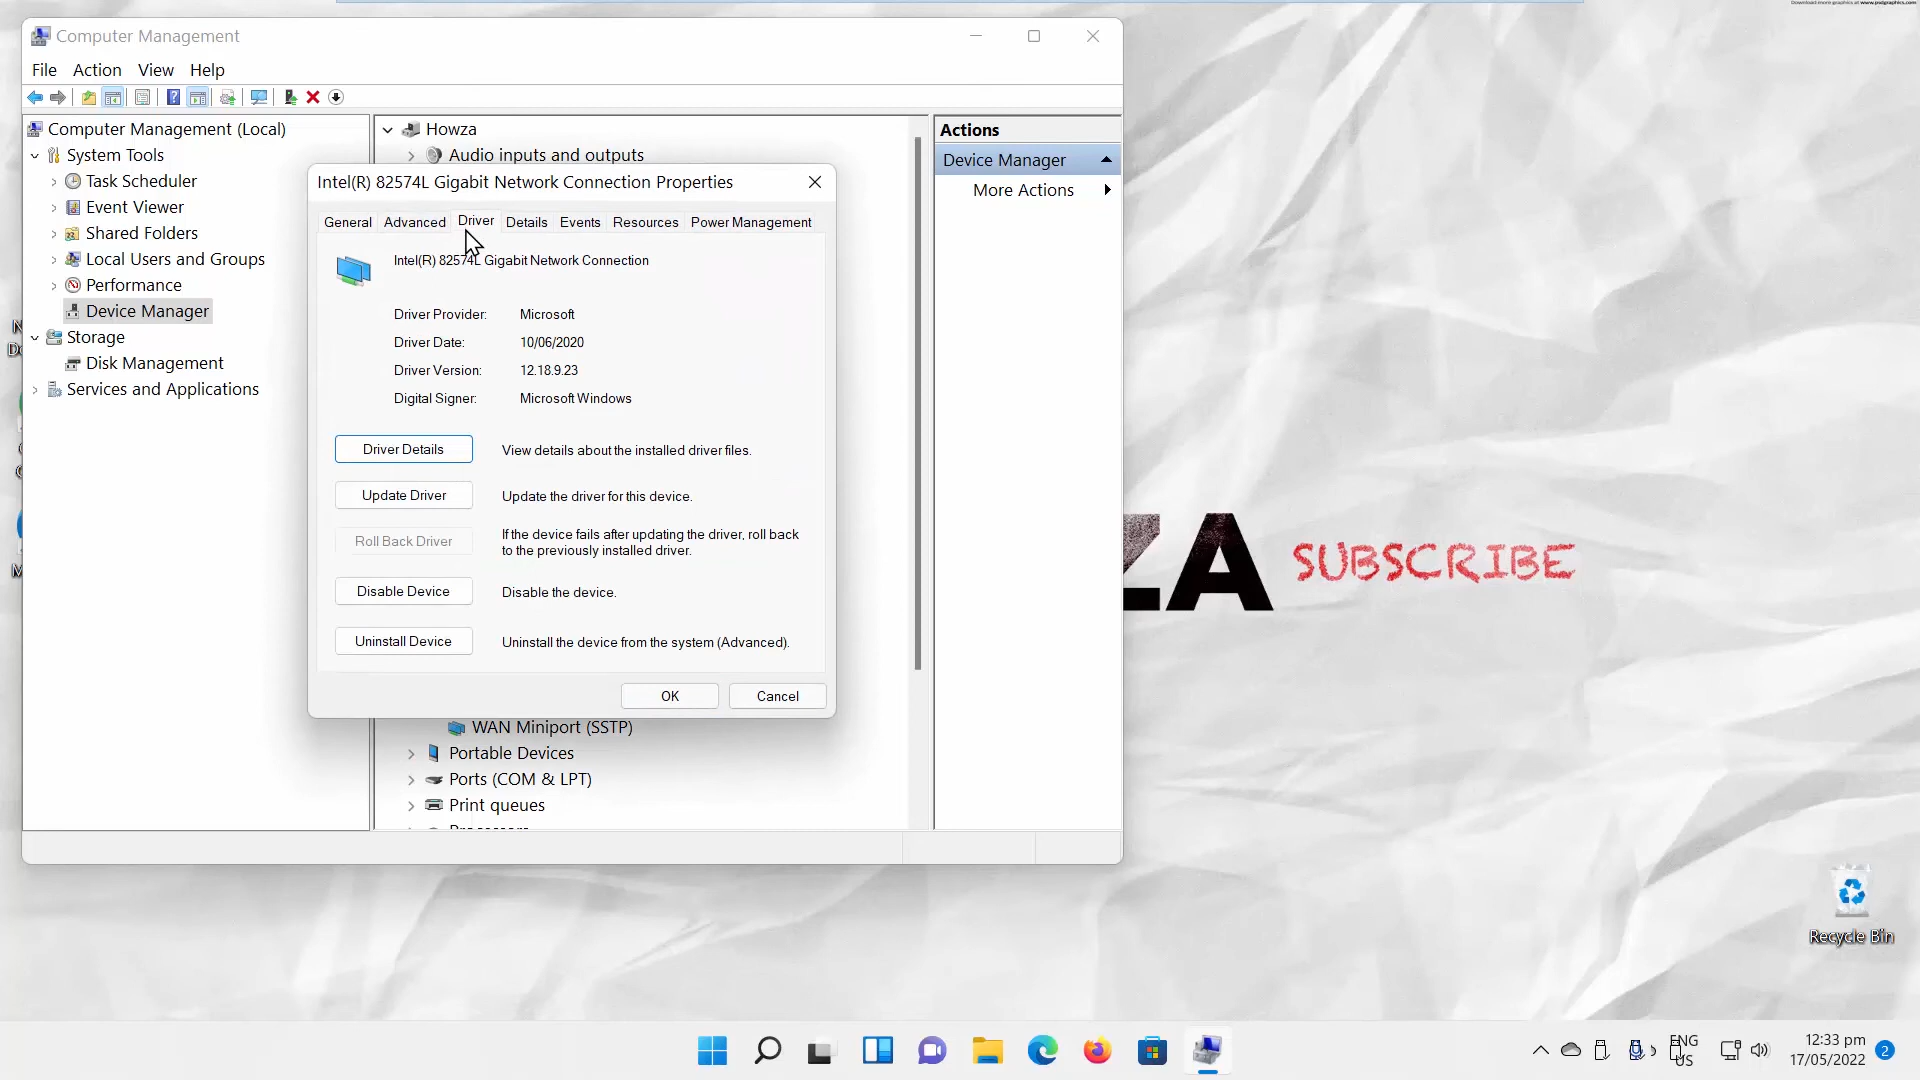 Download more graphics at www.psdgraphics.com
Computer Management
File Action View Help
Computer Management (Local)
System Tools
Task Scheduler
Event Viewer
Shared Folders
Local Users and Groups
Performance
Device Manager
Storage
Disk Management
Services and Applications
Howza
Audio inputs and outputs
Intel(R) 82574L Gigabit Network Connection Properties
General Advanced Driver Details Events Resources Power Management
Intel(R) 82574L Gigabit Network Connection
Driver Provider: Microsoft
Driver Date: 10/06/2020
Driver Version: 12.18.9.23
Digital Signer: Microsoft Windows
Driver Details View details about the installed driver files.
Update Driver Update the driver for this device.
Roll Back Driver If the device fails after updating the driver, roll back
to the previously installed driver.
Disable Device Disable the device.
Uninstall Device Uninstall the device from the system (Advanced).
OK Cancel
WAN Miniport (SSTP)
Portable Devices
Ports (COM & LPT)
Print queues
Actions
Device Manager
More Actions
ZA SUBSCRIBE
Recycle Bin
ENG
US
12:33 pm
17/05/2022
2